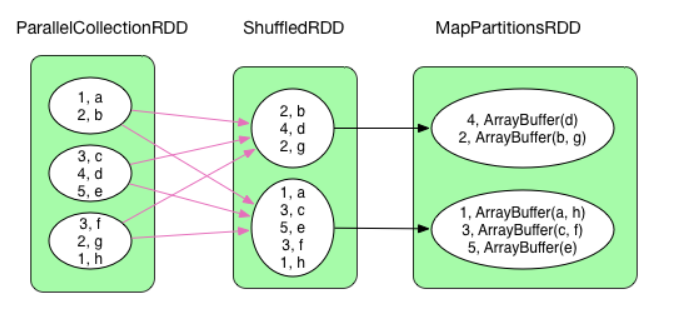 ParallelCollectionRDD
ShuffledRDD
MapPartitionsRDD
1, a
2, b
3, c
4, d
5, e
3, f
2, g
1, h
2, b
4, d
2, g
1, a
3, c
5, e
3, f
1, h
4, ArrayBuffer(d)
2, ArrayBuffer(b, g)
1, ArrayBuffer(a, h)
3, ArrayBuffer(c, f)
5, ArrayBuffer(e)